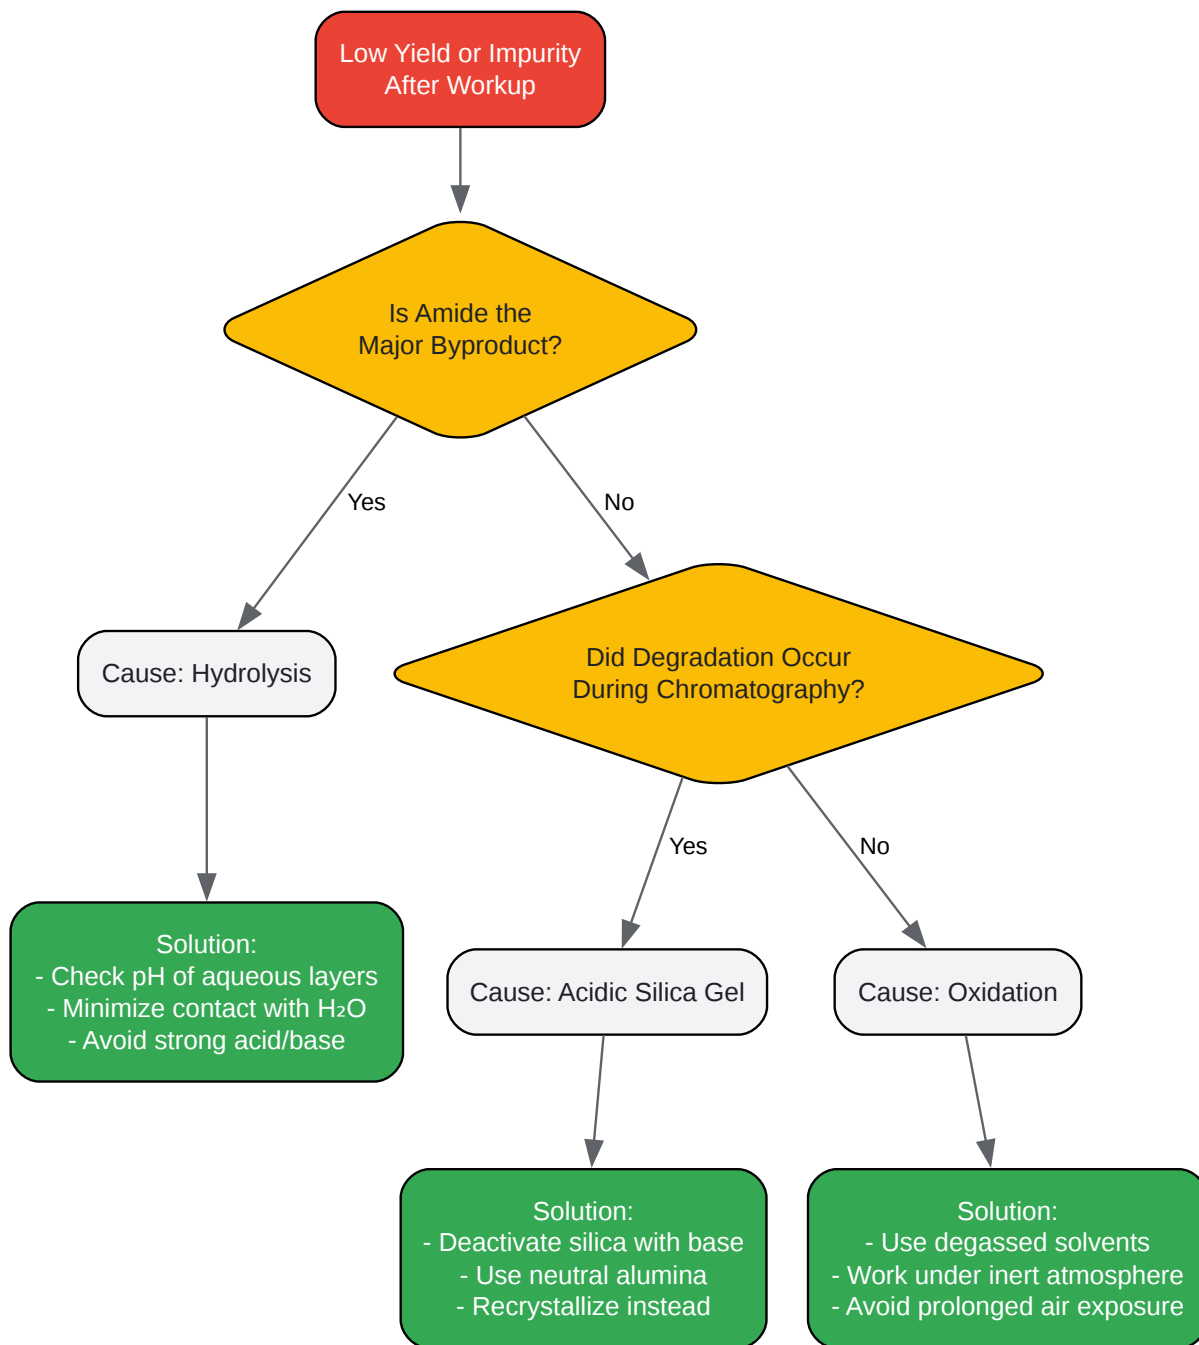 Low Yield or Impurity
After Workup
Is Amide the
Major Byproduct?
Yes
No
Cause: Hydrolysis
Did Degradation Occur
During Chromatography?
Yes
No
Solution:
- Check pH of aqueous layers
- Minimize contact with H₂O
- Avoid strong acid/base
Cause: Acidic Silica Gel
Cause: Oxidation
Solution:
- Deactivate silica with base
- Use neutral alumina
- Recrystallize instead
Solution:
- Use degassed solvents
- Work under inert atmosphere
- Avoid prolonged air exposure